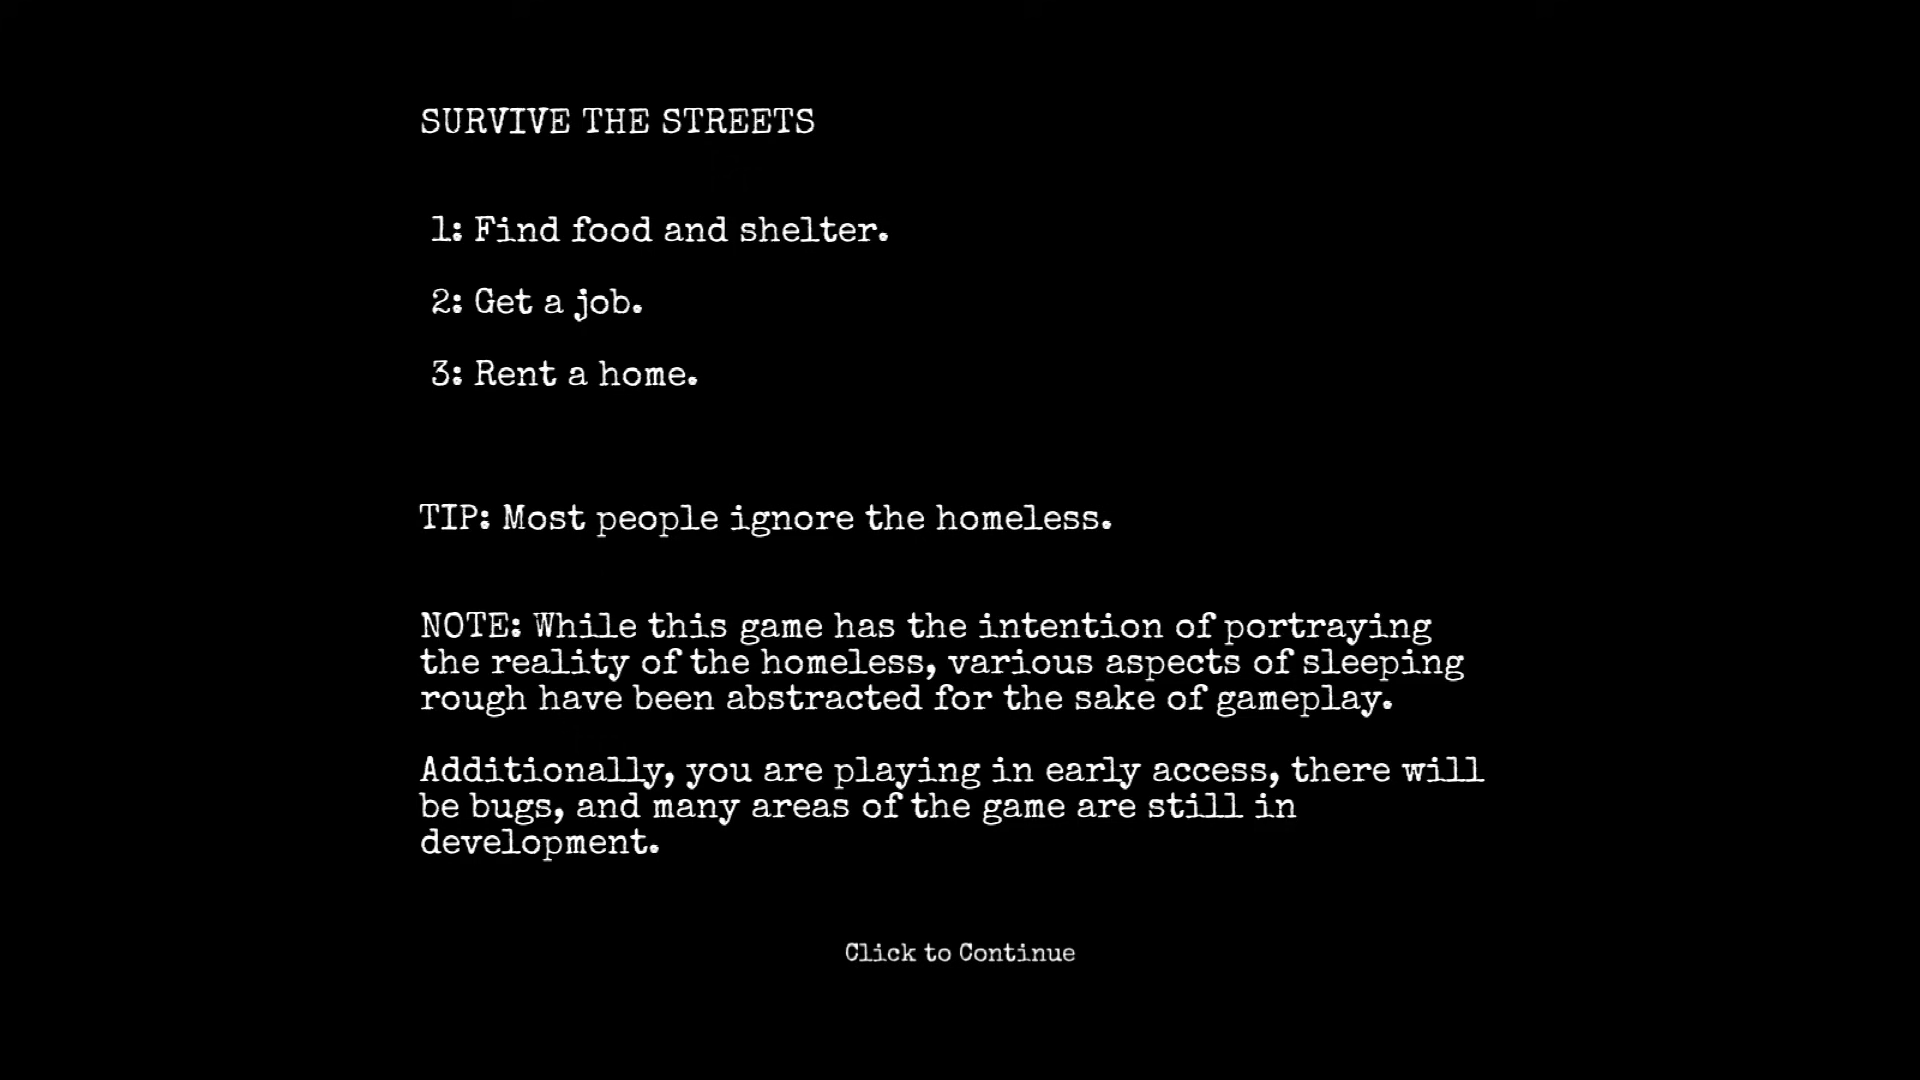 SURVIVE THE STREETS
1: Find food and shelter.
2: Get a job.
3: Rent a home.
TIP: Most people ignore the homeless.
NOTE: While this game has the intention of portraying
the reality of the homeless, various aspects of sleeping
rough have been abstracted for the sake of gameplay.
Additionally, you are playing in early access, there will
be bugs, and many areas of the game are still in
development.
Click to Continue